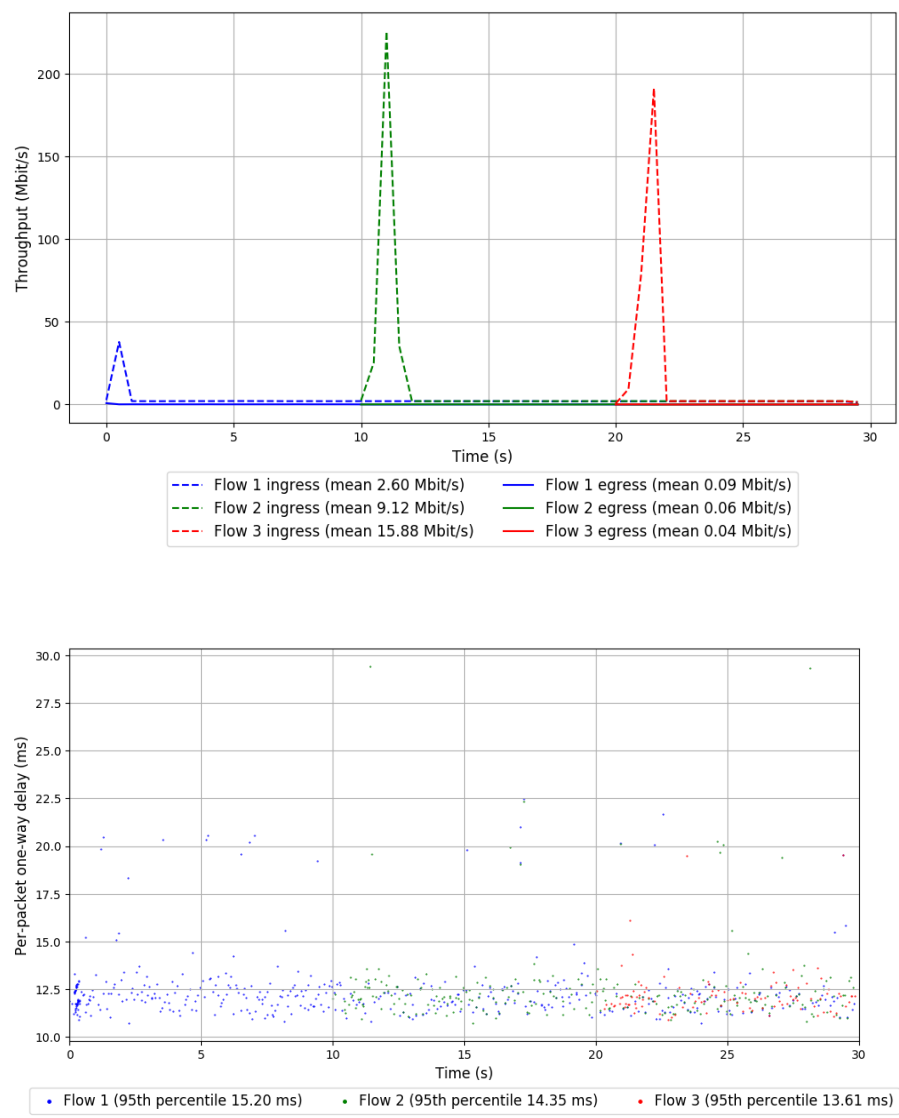 200
150
100
50
0
Throughput (Mbit/s)
0 5 10 15 20 25 30
Time (s)
Flow 1 ingress (mean 2.60 Mbit/s) Flow 1 egress (mean 0.09 Mbit/s)
Flow 2 ingress (mean 9.12 Mbit/s) Flow 2 egress (mean 0.06 Mbit/s)
Flow 3 ingress (mean 15.88 Mbit/s) Flow 3 egress (mean 0.04 Mbit/s)
30.0
27.5
25.0
22.5
20.0
17.5
15.0
12.5
10.0
Per-packet one-way delay (ms)
0 5 10 15 20 25 30
Time (s)
Flow 1 (95th percentile 15.20 ms) Flow 2 (95th percentile 14.35 ms) Flow 3 (95th percentile 13.61 ms)